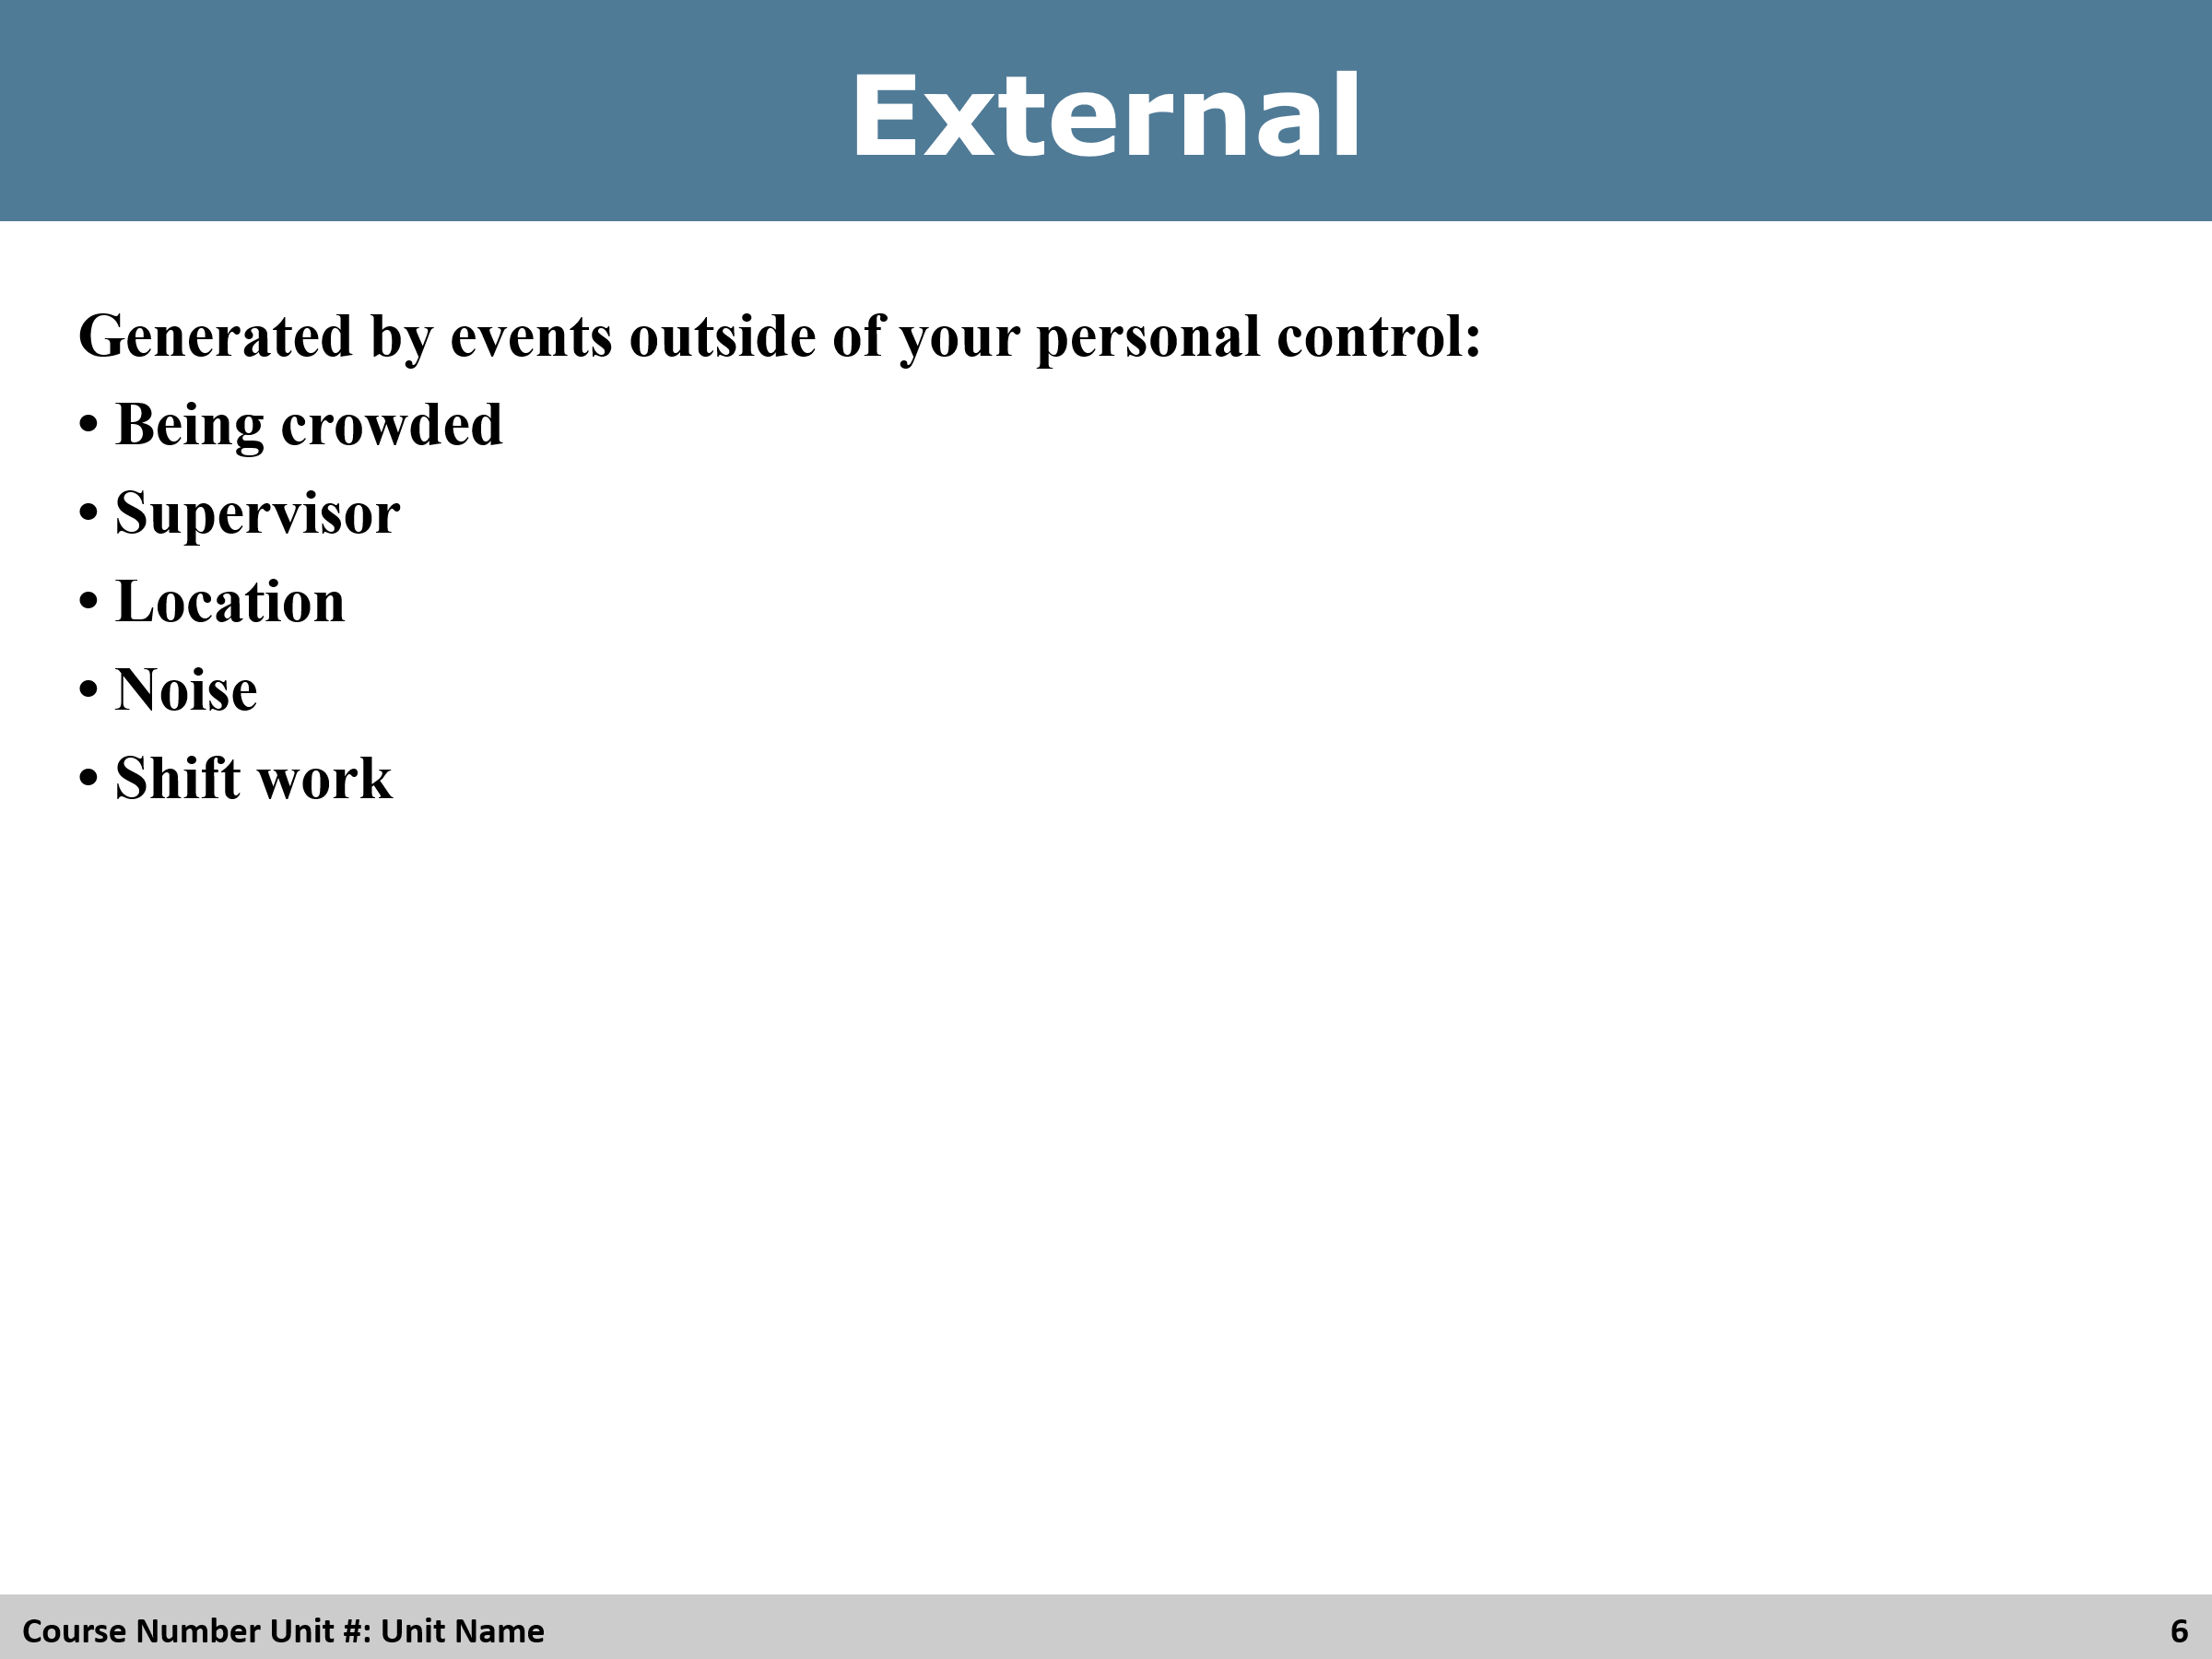 External
Generated by events outside of your personal control:
• Being crowded
• Supervisor
• Location
• Noise
• Shift work
Course Number Unit #: Unit Name
6